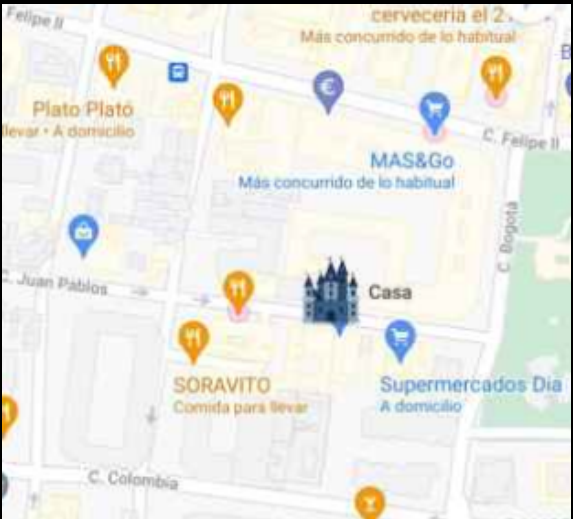 Felipe II
cerveceria el 2
Más concurrido de lo habitual
Plato Plató
llevar • A domicilio
€
C. Felipe II
MAS&Go
Más concurrido de lo habitual
C. Bogotá
C. Juan Pablos
Casa
SORAVITO
Comida para llevar
Supermercados Dia
A domicilio
C. Colombia